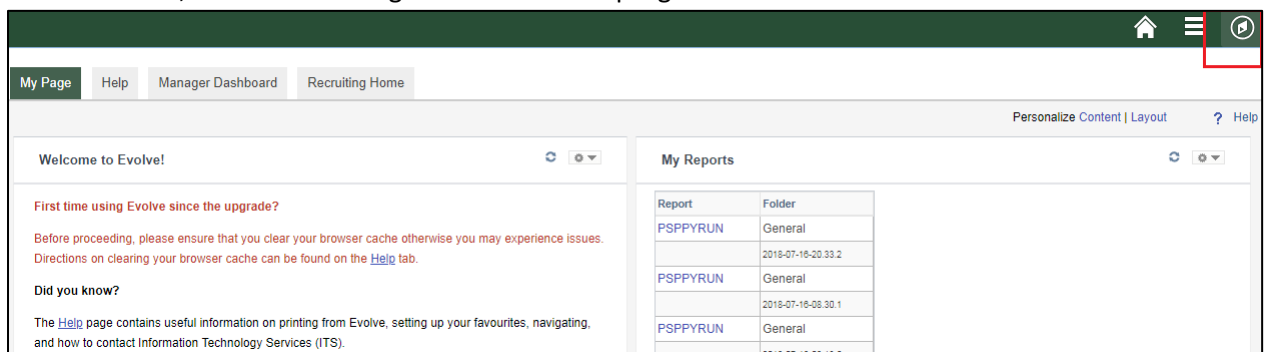 My Page Help Manager Dashboard Recruiting Home
Personalize Content | Layout ? Help
Welcome to Evolve!
First time using Evolve since the upgrade?
Before proceeding, please ensure that you clear your browser cache otherwise you may experience issues.
Directions on clearing your browser cache can be found on the Help tab.
Did you know?
The Help page contains useful information on printing from Evolve, setting up your favourites, navigating,
and how to contact Information Technology Services (ITS).
My Reports
Report Folder
PSPPYRUN General
2018-07-16-20.33.2
PSPPYRUN General
2018-07-16-08.30.1
PSPPYRUN General